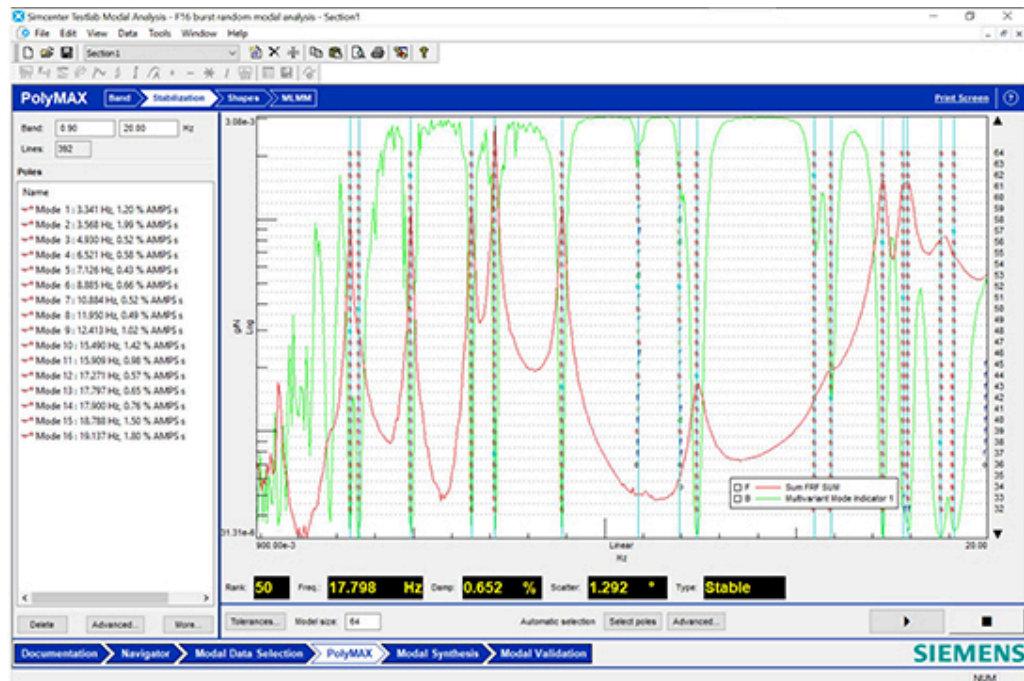 Simcenter Testlab Modal Analysis - F16 burst random modal analysis - Section1
File Edit View Data Tools Window Help
Section1
PolyMAX Band Stabilization Shapes MLMM Print Screen
Band: 0.90 20.00 Hz
Lines: 392
Poles
Name
Mode 1 : 3.341 Hz, 1.20 % AMPS s
Mode 2 : 3.568 Hz, 1.99 % AMPS s
Mode 3 : 4.930 Hz, 0.52 % AMPS s
Mode 4 : 6.521 Hz, 0.58 % AMPS s
Mode 5 : 7.126 Hz, 0.43 % AMPS s
Mode 6 : 8.885 Hz, 0.66 % AMPS s
Mode 7 : 10.884 Hz, 0.52 % AMPS s
Mode 8 : 11.950 Hz, 0.49 % AMPS s
Mode 9 : 12.413 Hz, 1.02 % AMPS s
Mode 10 : 15.490 Hz, 1.42 % AMPS s
Mode 11 : 15.909 Hz, 0.98 % AMPS s
Mode 12 : 17.271 Hz, 0.57 % AMPS s
Mode 13 : 17.797 Hz, 0.65 % AMPS s
Mode 14 : 17.900 Hz, 0.76 % AMPS s
Mode 15 : 18.788 Hz, 1.50 % AMPS s
Mode 16 : 19.137 Hz, 1.80 % AMPS s
Delete Advanced... More...
3.08e-3
Log
64
63
62
61
60
59
58
57
56
55
54
53
52
51
50
49
48
47
46
45
44
43
42
41
40
39
38
37
36
35
34
33
32
F Sum FRF SUM
B Multivariant Mode Indicator 1
900.00e-3 Linear 20.00
Hz
Rank: 50 Freq.: 17.798 Hz Damp: 0.652 % Scatter: 1.292 ° Type: Stable
Tolerances... Model size: 64 Automatic selection Select poles Advanced...
Documentation Navigator Modal Data Selection PolyMAX Modal Synthesis Modal Validation
SIEMENS
NUM